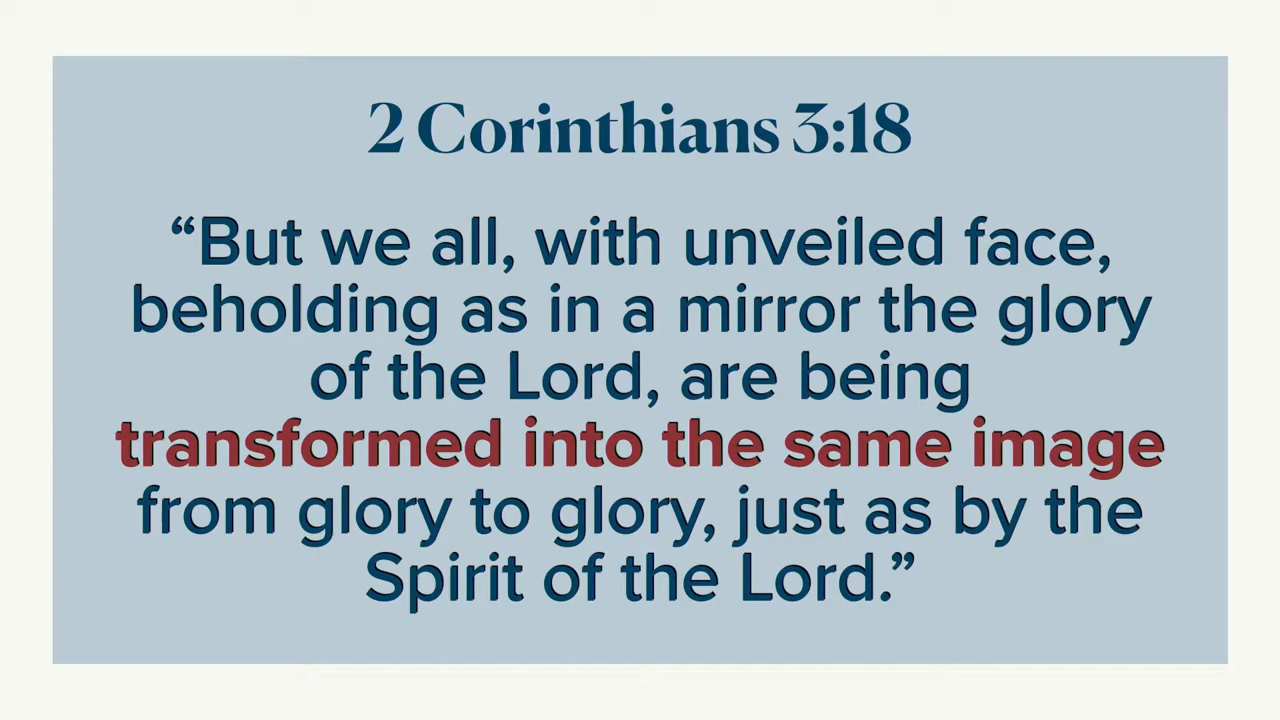 2 Corinthians 3:18
“But we all, with unveiled face,
beholding as in a mirror the glory
of the Lord, are being
transformed into the same image
from glory to glory, just as by the
Spirit of the Lord.”